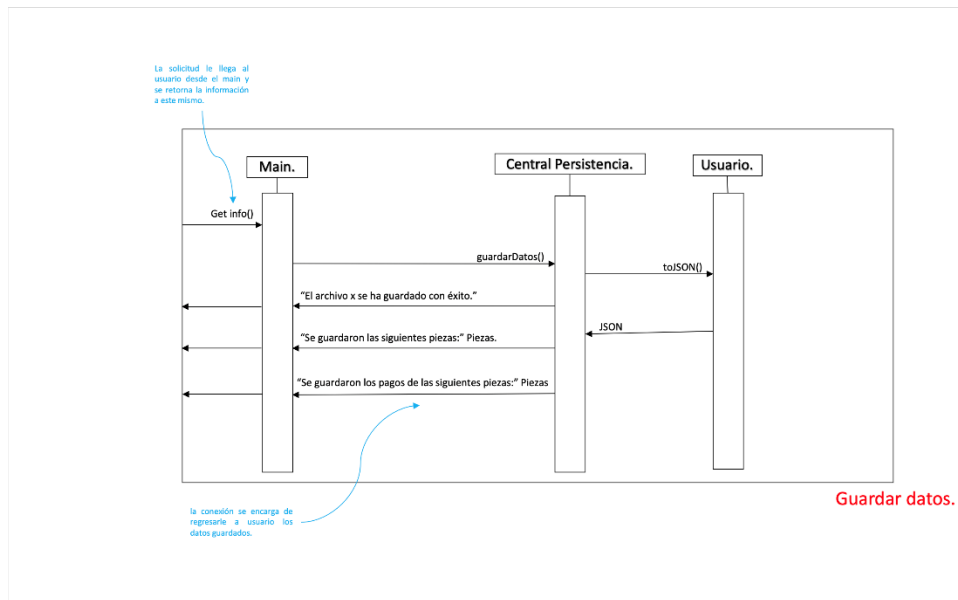 La solicitud le llega al
usuario desde el main y
se retorna la información
a este mismo.
Main.
Central Persistencia.
Usuario.
Get info()
guardarDatos()
toJSON()
"El archivo x se ha guardado con éxito."
JSON
"Se guardaron las siguientes piezas:" Piezas.
"Se guardaron los pagos de las siguientes piezas:" Piezas
Guardar datos.
la conexión se encarga de
regresarle a usuario los
datos guardados.